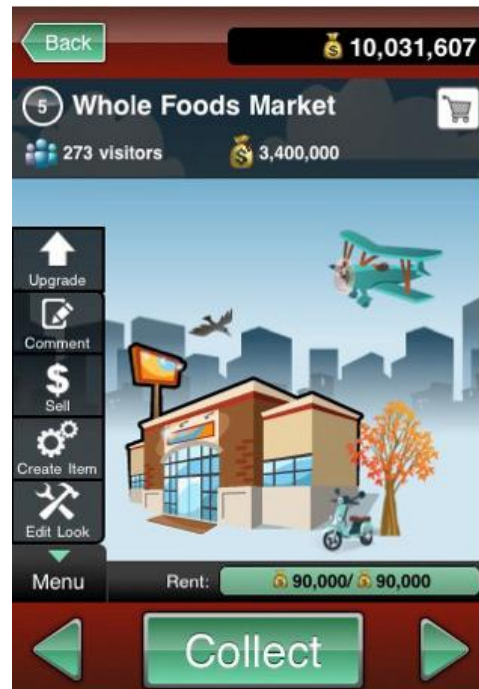 Back
10,031,607
5 Whole Foods Market
273 visitors 3,400,000
Upgrade
Comment
$
Sell
Create Item
Edit Look
Menu Rent: 90,000/ 90,000
Collect